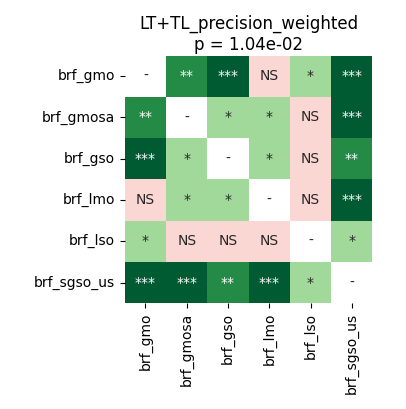 LT+TL_precision_weighted
p = 1.04e-02
brf_gmo - ** *** NS * ***
brf_gmosa ** - * * NS ***
brf_gso *** * - * NS **
brf_lmo NS * * - NS ***
brf_lso * NS NS NS - *
brf_sgso_us *** *** ** *** * -
brf_gmo brf_gmosa brf_gso brf_lmo brf_lso brf_sgso_us